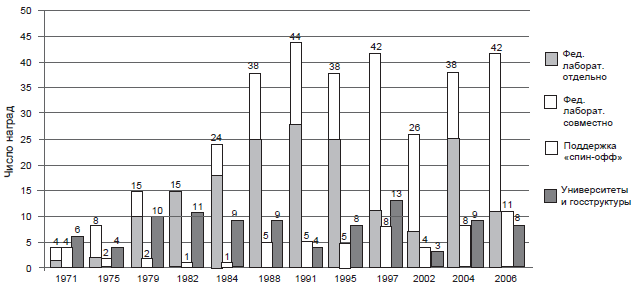 Число наград
50
45
40
35
30
25
20
15
10
5
0
4 4 6
8 2 4
15 2 10
15 1 11
24 1 9
38 5 9
44 5 4
38 5 8
42 8 13
26 4 3
38 8 9
42 11 8
1971 1975 1979 1982 1984 1988 1991 1995 1997 2002 2004 2006
Фед.
лаборат.
отдельно
Фед.
лаборат.
совместно
Поддержка
«спин-офф»
Университеты
и госструктуры